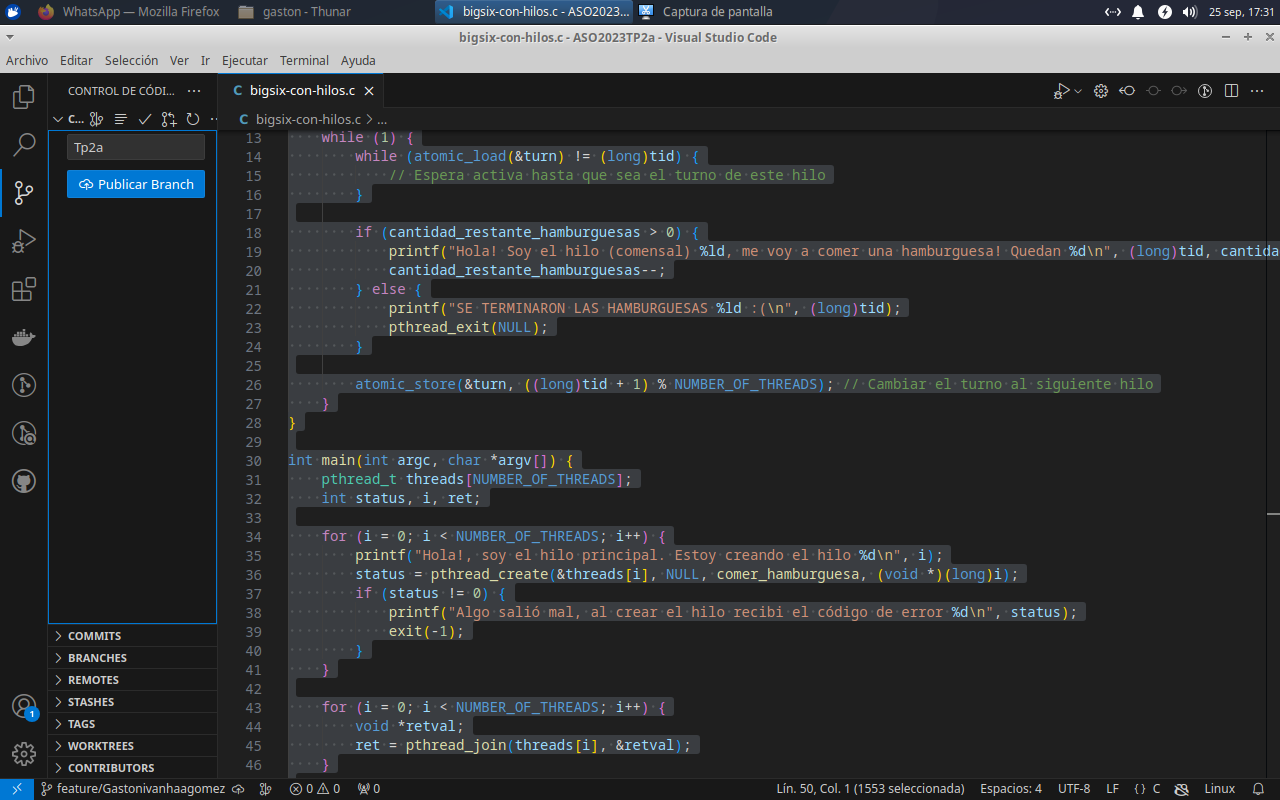 WhatsApp — Mozilla Firefox
gaston - Thunar
bigsix-con-hilos.c - ASO2023...
Captura de pantalla
25 sep, 17:31
bigsix-con-hilos.c - ASO2023TP2a - Visual Studio Code
Archivo Editar Selección Ver Ir Ejecutar Terminal Ayuda
CONTROL DE CÓDI... ...
bigsix-con-hilos.c
C...
bigsix-con-hilos.c > ...
Tp2a
Publicar Branch
13 while (1) {
14 while (atomic_load(&turn) != (long)tid) {
15 // Espera activa hasta que sea el turno de este hilo
16 }
17
18 if (cantidad_restante_hamburguesas > 0) {
19 printf("Hola! Soy el hilo (comensal) %ld, me voy a comer una hamburguesa! Quedan %d\n", (long)tid, cantida
20 cantidad_restante_hamburguesas--;
21 } else {
22 printf("SE TERMINARON LAS HAMBURGUESAS %ld :(\n", (long)tid);
23 pthread_exit(NULL);
24 }
25
26 atomic_store(&turn, ((long)tid + 1) % NUMBER_OF_THREADS); // Cambiar el turno al siguiente hilo
27 }
28 }
29
30 int main(int argc, char *argv[]) {
31 pthread_t threads[NUMBER_OF_THREADS];
32 int status, i, ret;
33
34 for (i = 0; i < NUMBER_OF_THREADS; i++) {
35 printf("Hola!, soy el hilo principal. Estoy creando el hilo %d\n", i);
36 status = pthread_create(&threads[i], NULL, comer_hamburguesa, (void *)(long)i);
37 if (status != 0) {
38 printf("Algo salió mal, al crear el hilo recibi el código de error %d\n", status);
39 exit(-1);
40 }
41 }
42
43 for (i = 0; i < NUMBER_OF_THREADS; i++) {
44 void *retval;
45 ret = pthread_join(threads[i], &retval);
46 }
COMMITS
BRANCHES
REMOTES
STASHES
TAGS
WORKTREES
CONTRIBUTORS
1
feature/Gastonivanhaagomez
0 0
0
Lín. 50, Col. 1 (1553 seleccionada)
Espacios: 4
UTF-8
LF
{ } C
Linux